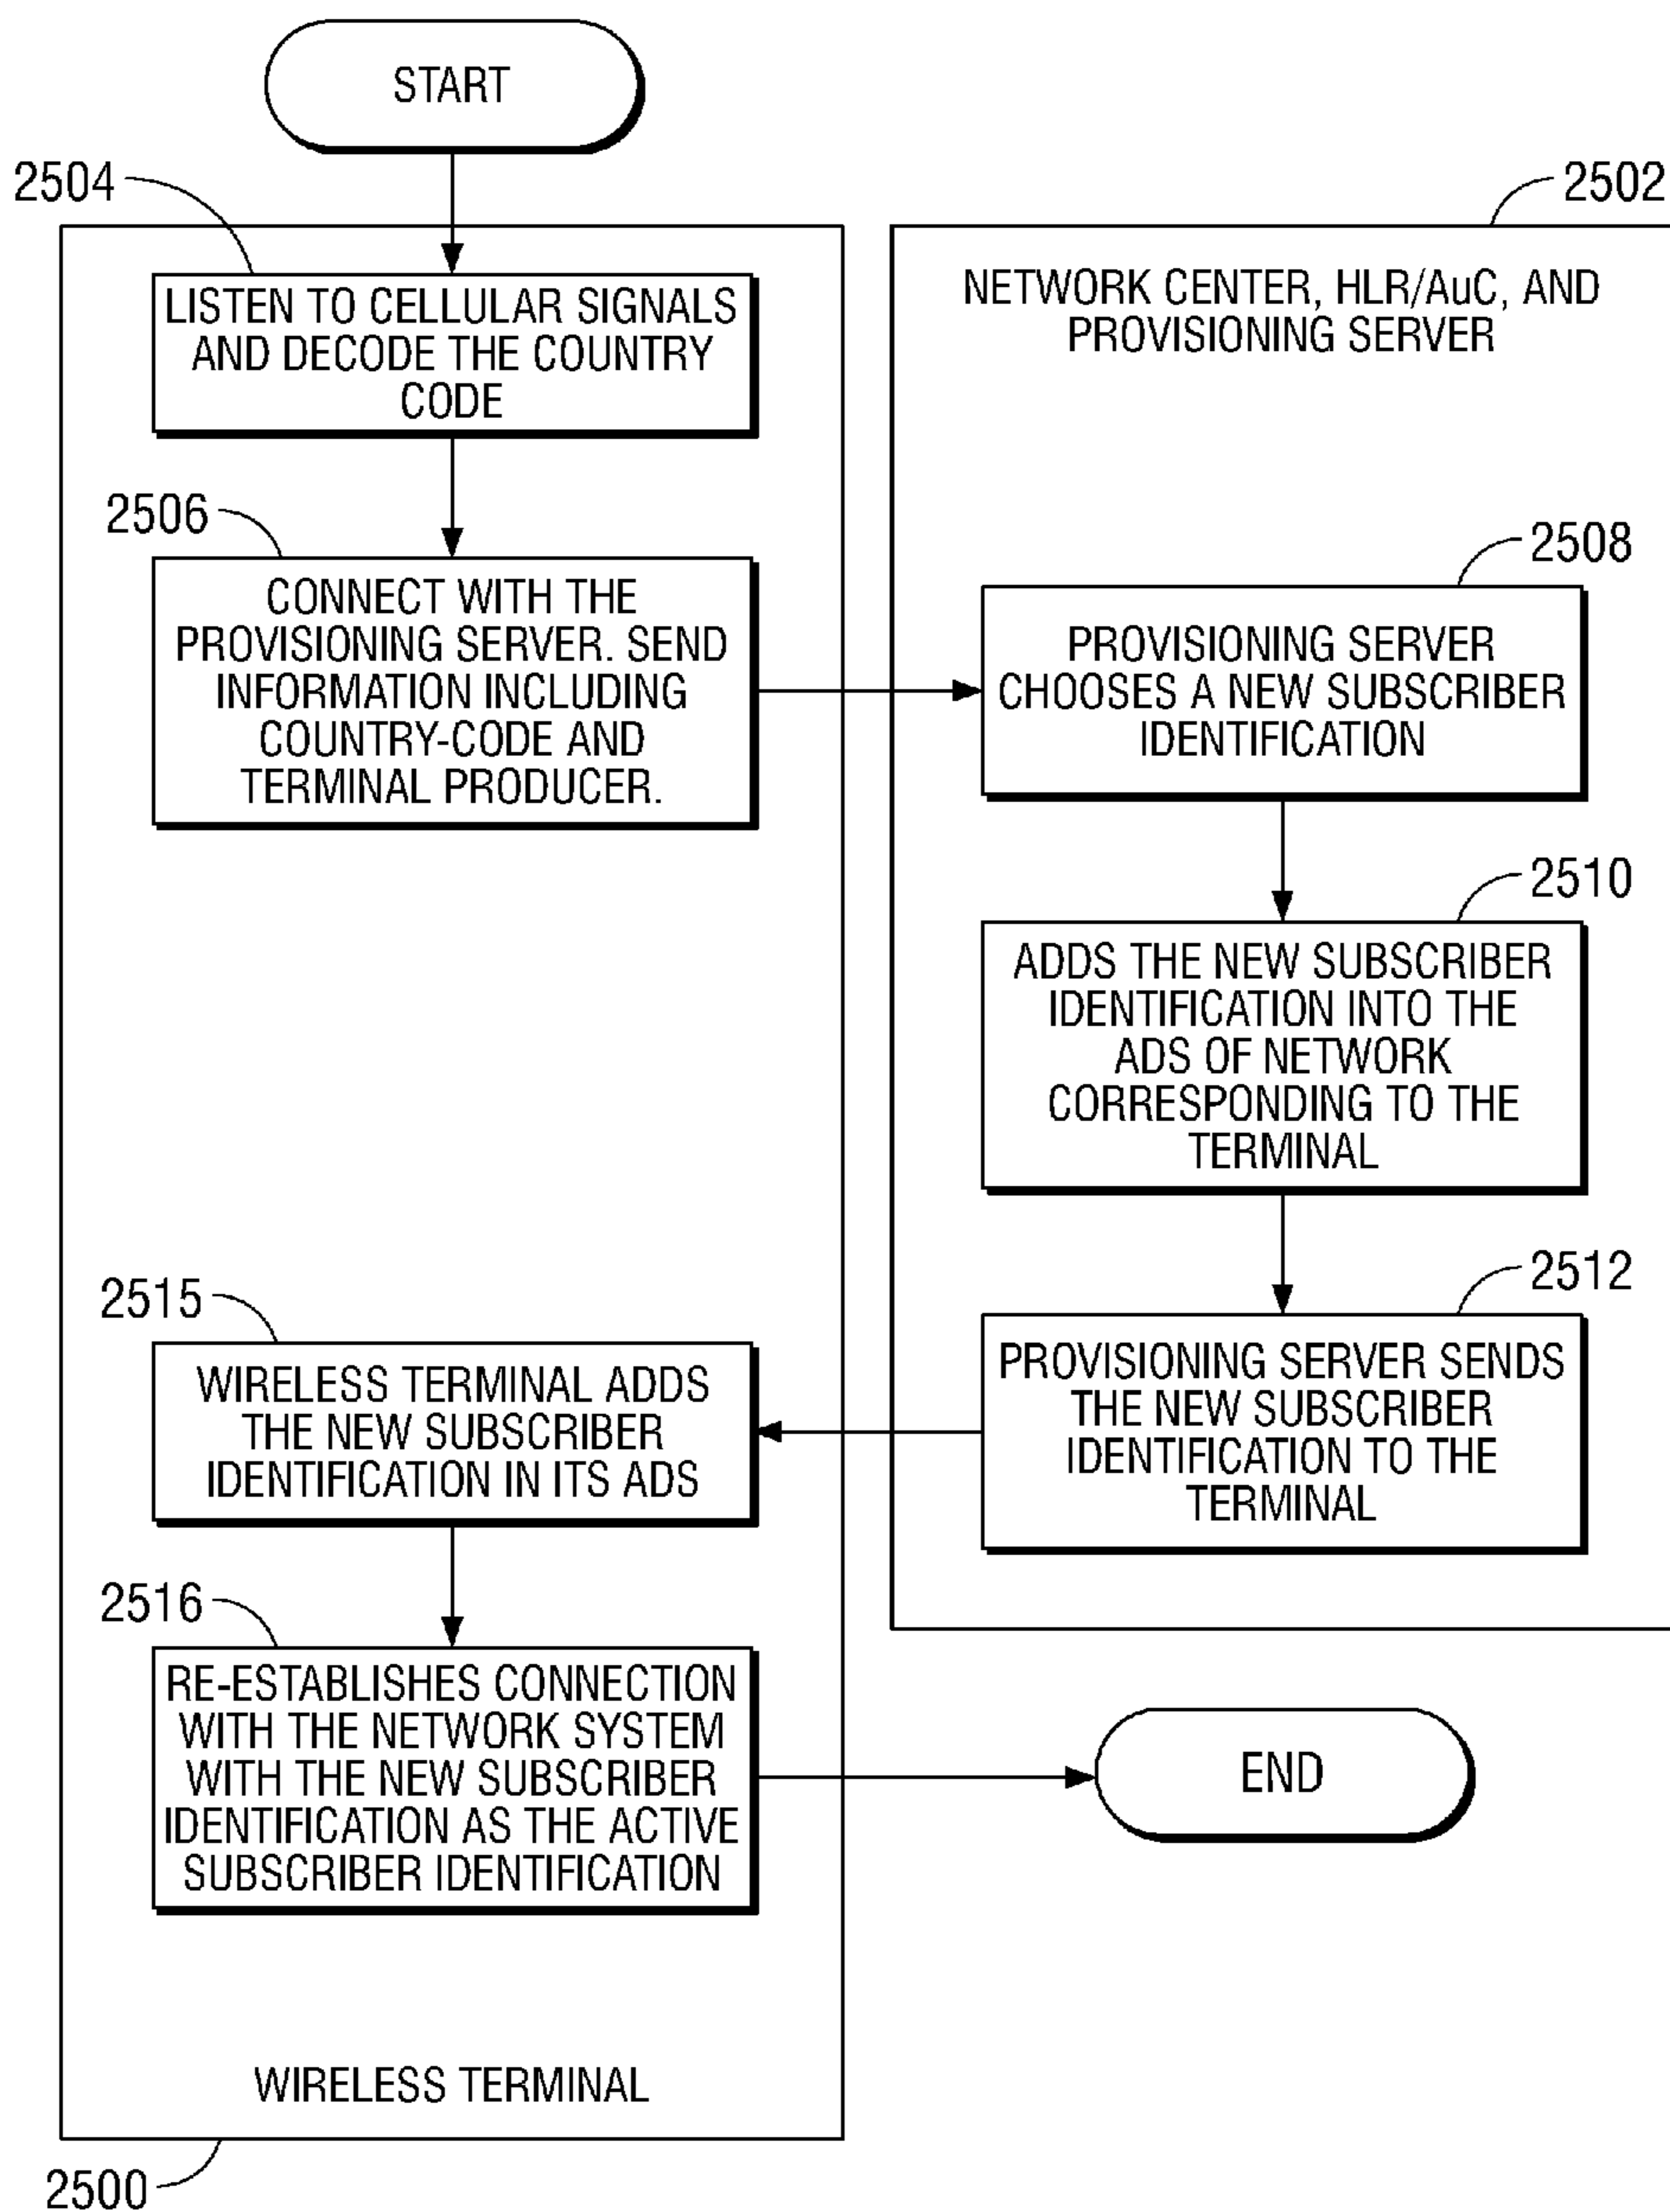 START
2504
2502
LISTEN TO CELLULAR SIGNALS
AND DECODE THE COUNTRY
CODE
NETWORK CENTER, HLR/AuC, AND
PROVISIONING SERVER
2506
CONNECT WITH THE
PROVISIONING SERVER. SEND
INFORMATION INCLUDING
COUNTRY-CODE AND
TERMINAL PRODUCER.
2508
PROVISIONING SERVER
CHOOSES A NEW SUBSCRIBER
IDENTIFICATION
2510
ADDS THE NEW SUBSCRIBER
IDENTIFICATION INTO THE
ADS OF NETWORK
CORRESPONDING TO THE
TERMINAL
2512
PROVISIONING SERVER SENDS
THE NEW SUBSCRIBER
IDENTIFICATION TO THE
TERMINAL
2515
WIRELESS TERMINAL ADDS
THE NEW SUBSCRIBER
IDENTIFICATION IN ITS ADS
2516
RE-ESTABLISHES CONNECTION
WITH THE NETWORK SYSTEM
WITH THE NEW SUBSCRIBER
IDENTIFICATION AS THE ACTIVE
SUBSCRIBER IDENTIFICATION
END
WIRELESS TERMINAL
2500